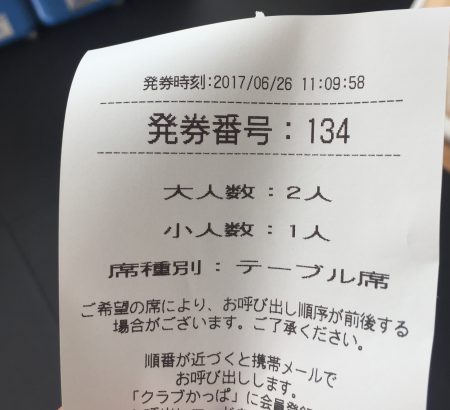 発券時刻:2017/06/26 11:09:58
発券番号：134
大人数：2人
小人数：1人
席種別：テーブル席
ご希望の席により、お呼び出し順序が前後する
場合がございます。ご了承ください。
順番が近づくと携帯メールで
お呼び出しします。
「クラブかっぱ」に会員登録